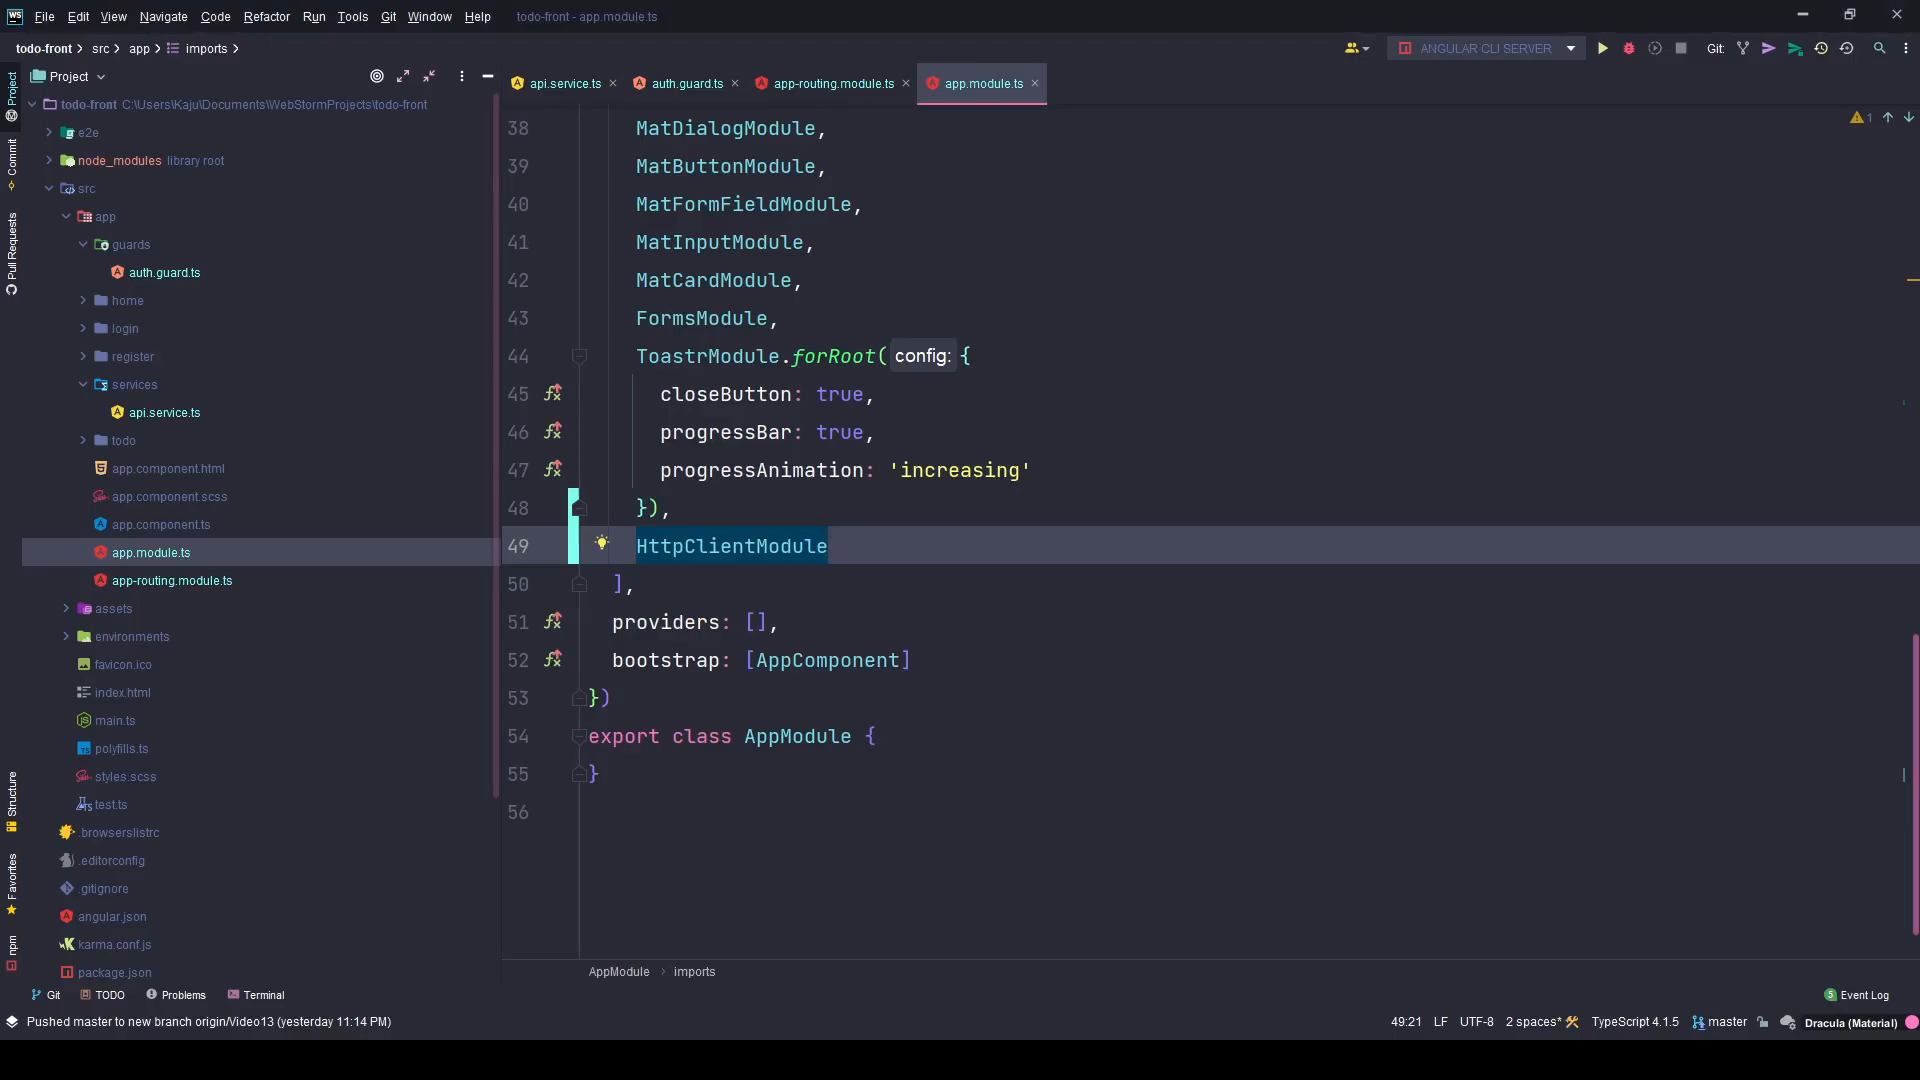 File Edit View Navigate Code Refactor Run Tools Git Window Help todo-front - app.module.ts
todo-front src app imports ANGULAR CLI SERVER Git:
Project
api.service.ts auth.guard.ts app-routing.module.ts app.module.ts
Project
Commit
Pull Requests
Structure
Favorites
npm
todo-front C:\Users\Kaju\Documents\WebStormProjects\todo-front
e2e
node_modules library root
src
app
guards
auth.guard.ts
home
login
register
services
api.service.ts
todo
app.component.html
app.component.scss
app.component.ts
app.module.ts
app-routing.module.ts
assets
environments
favicon.ico
index.html
main.ts
polyfills.ts
styles.scss
test.ts
.browserslistrc
.editorconfig
.gitignore
angular.json
karma.conf.js
package.json
1
38 MatDialogModule,
39 MatButtonModule,
40 MatFormFieldModule,
41 MatInputModule,
42 MatCardModule,
43 FormsModule,
44 ToastrModule.forRoot( config: {
45 closeButton: true,
46 progressBar: true,
47 progressAnimation: 'increasing'
48 }),
49 HttpClientModule
50 ],
51 providers: [],
52 bootstrap: [AppComponent]
53 })
54 export class AppModule {
55 }
56
AppModule imports
Git TODO Problems Terminal 5 Event Log
Pushed master to new branch origin/Video13 (yesterday 11:14 PM) 49:21 LF UTF-8 2 spaces* TypeScript 4.1.5 master Dracula (Material)